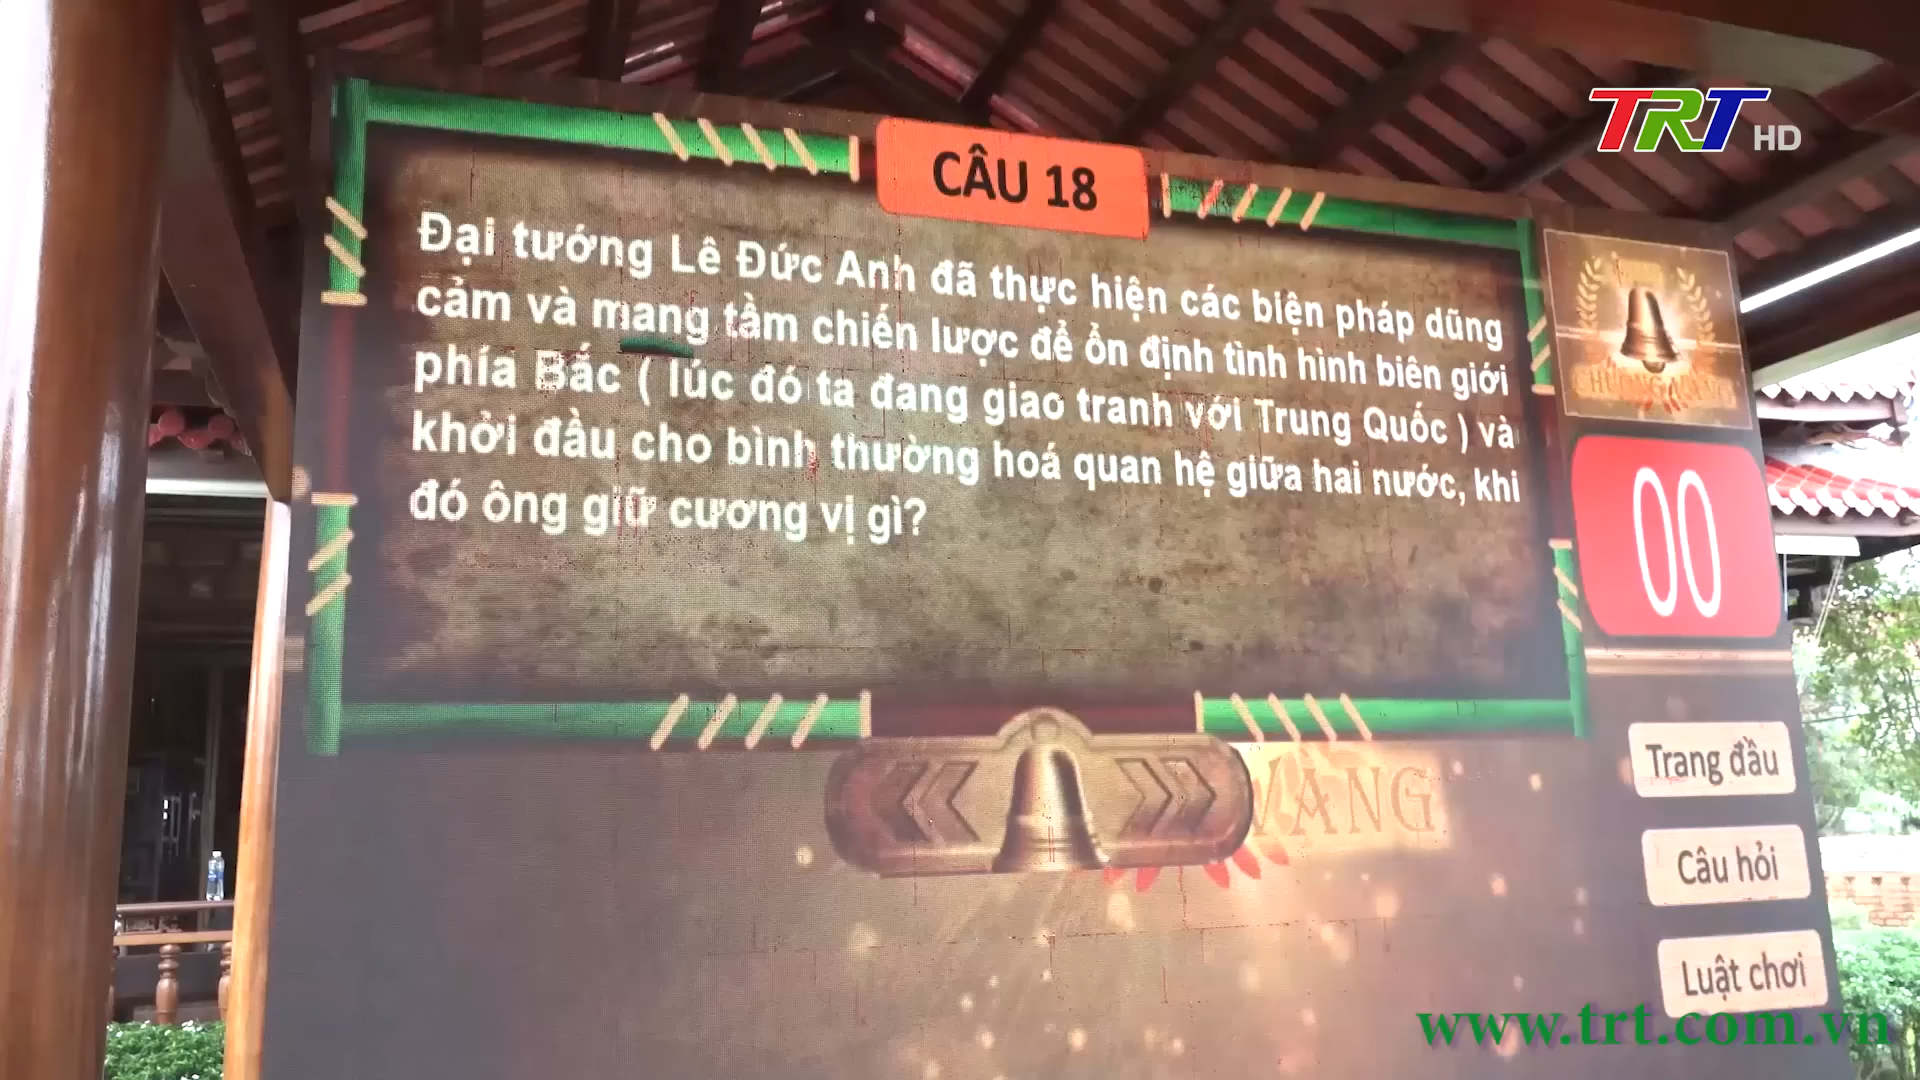 TRT HD
CÂU 18
Đại tướng Lê Đức Anh đã thực hiện các biện pháp dũng
cảm và mang tầm chiến lược để ổn định tình hình biên giới
phía Bắc ( lúc đó ta đang giao tranh với Trung Quốc ) và
khởi đầu cho bình thường hoá quan hệ giữa hai nước, khi
đó ông giữ cương vị gì?
CHUÔNG VÀNG
00
VÀNG
Trang đầu
Câu hỏi
Luật chơi
www.trt.com.vn